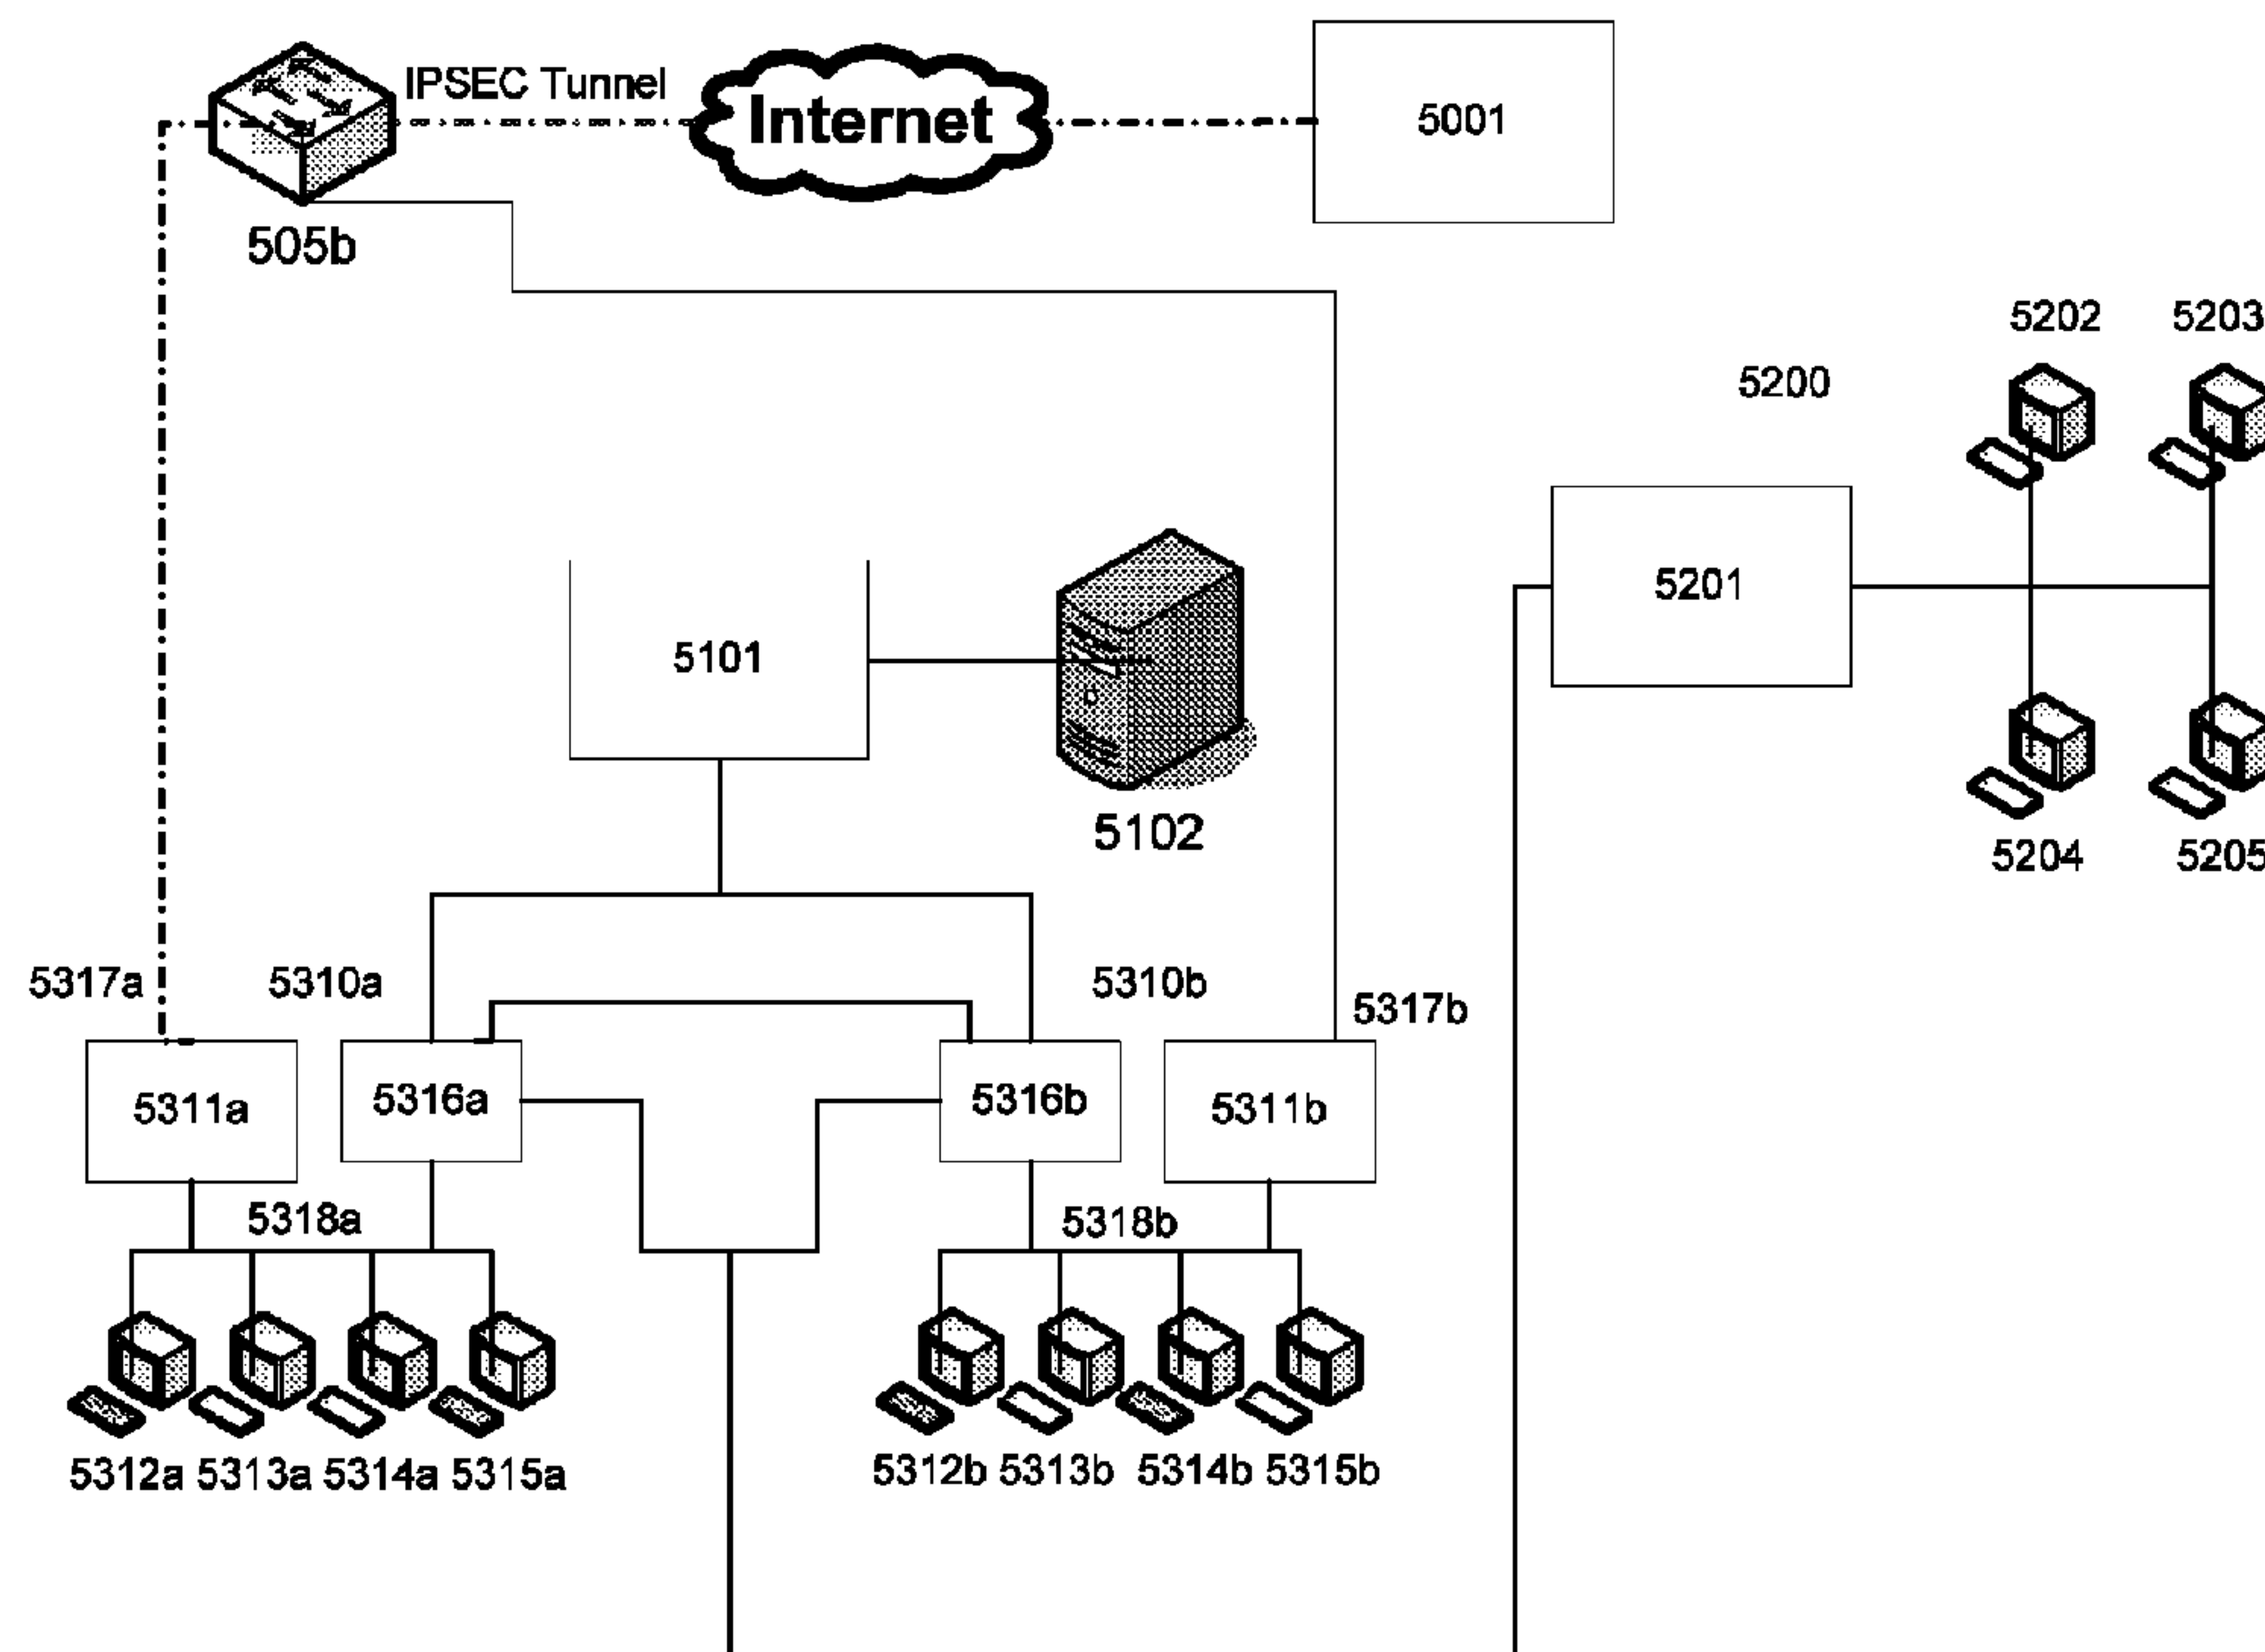 IPSEC Tunnel
Internet
5001
505b
5202
5203
5200
5201
5101
5102
5204
5205
5317a
5310a
5310b
5317b
5311a
5316a
5316b
5311b
5318a
5318b
5312a 5313a 5314a 5315a
5312b 5313b 5314b 5315b